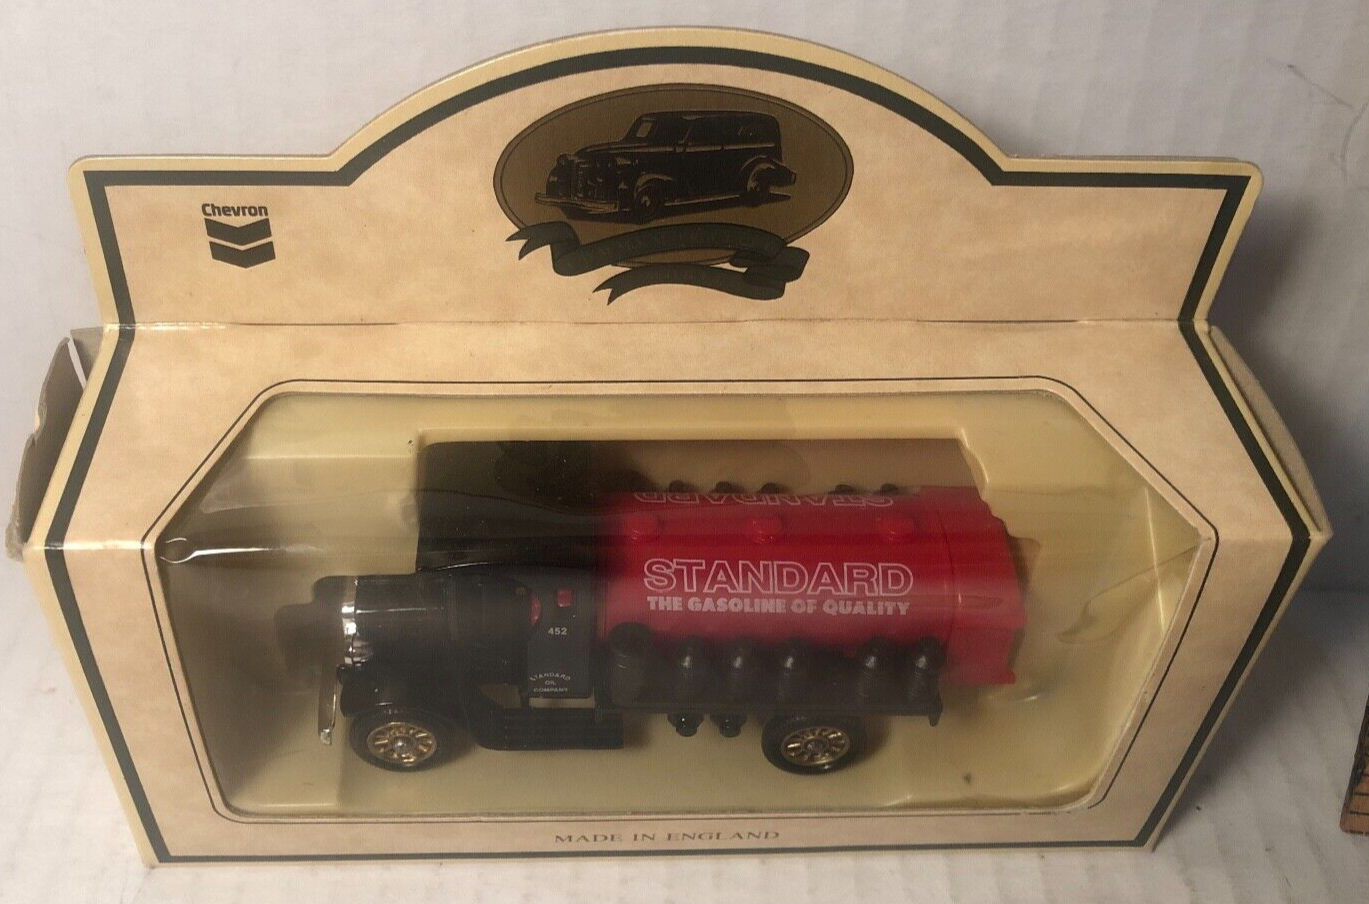 Chevron
STANDARD
STANDARD
THE GASOLINE OF QUALITY
452
STANDARD
OIL
COMPANY
MADE IN ENGLAND